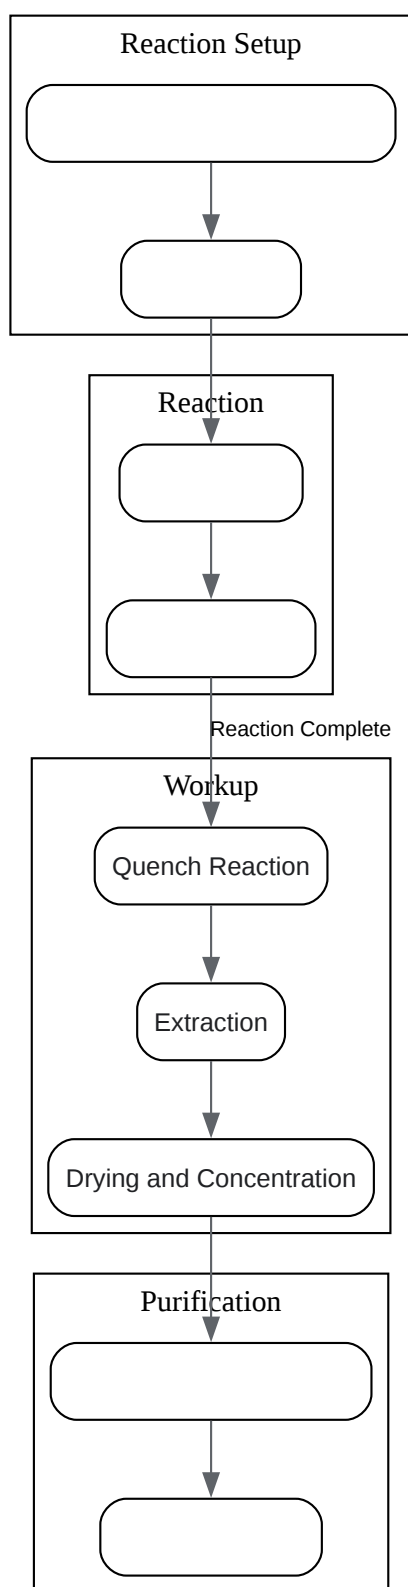 Reaction Setup
Reaction
Reaction Complete
Workup
Quench Reaction
Extraction
Drying and Concentration
Purification